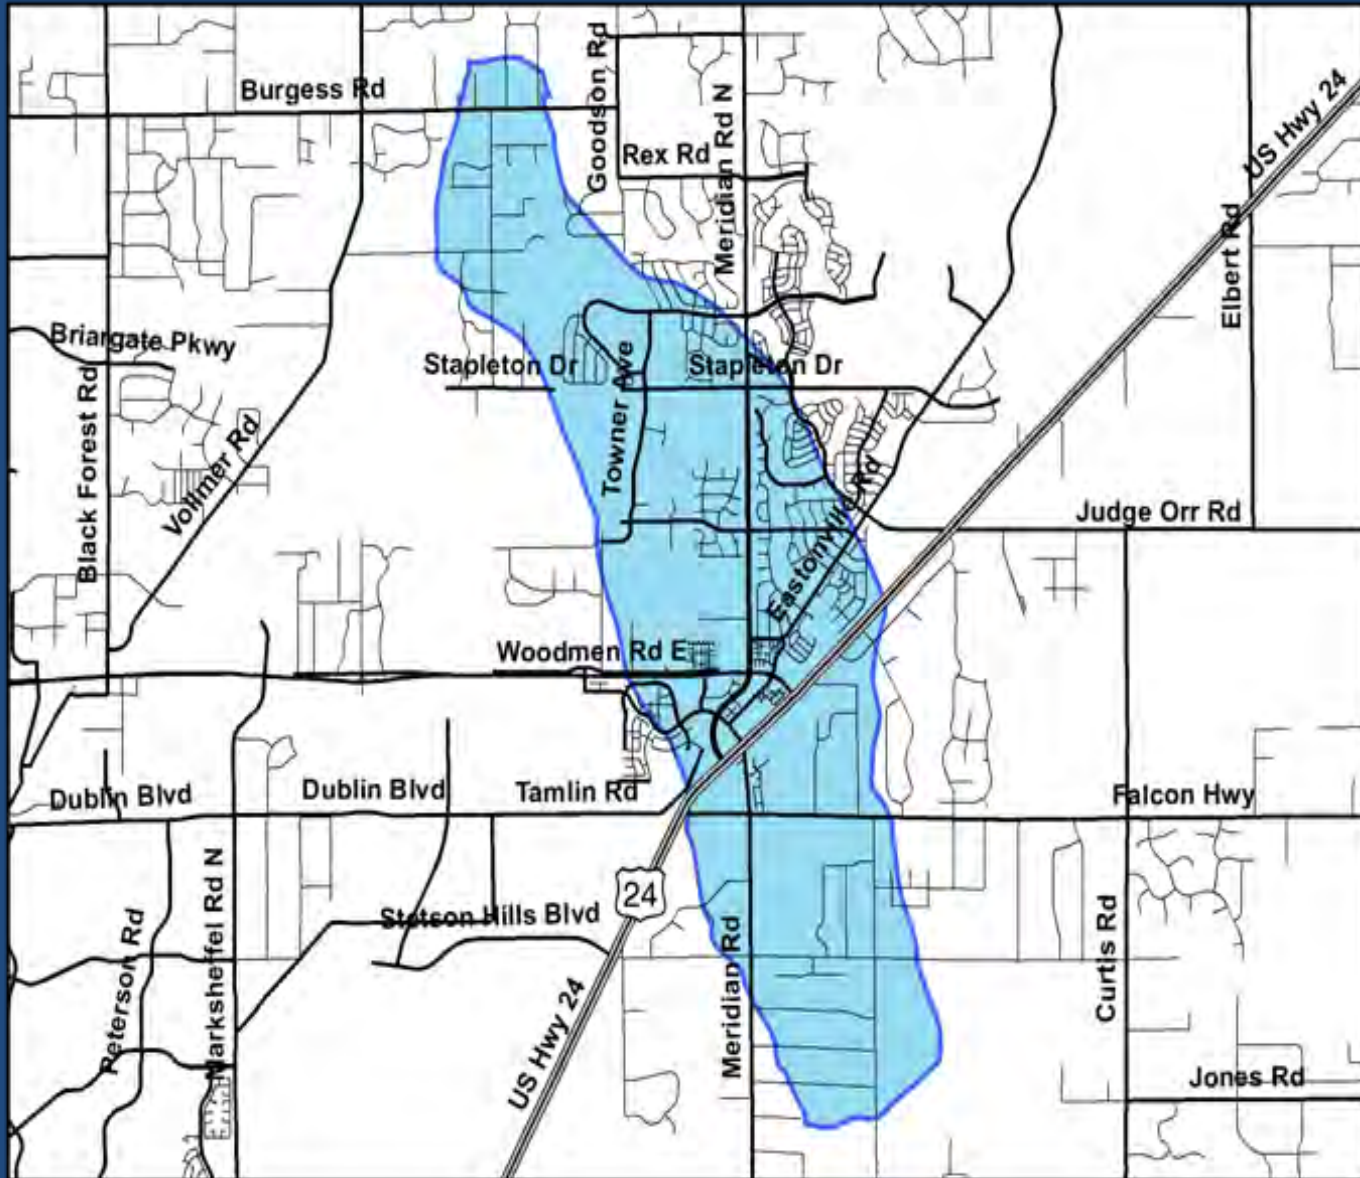 Burgess Rd
Goodson Rd
Meridian Rd N
Rex Rd
US Hwy 24
Elbert Rd
Briargate Pkwy
Stapleton Dr
Stapleton Dr
Towner Ave
Black Forest Rd
Vollmer Rd
Eastonville Rd
Judge Orr Rd
Woodmen Rd E
Dublin Blvd
Dublin Blvd
Tamlin Rd
Falcon Hwy
24
Stetson Hills Blvd
Peterson Rd
Marksheffel Rd N
US Hwy 24
Meridian Rd
Curtis Rd
Jones Rd